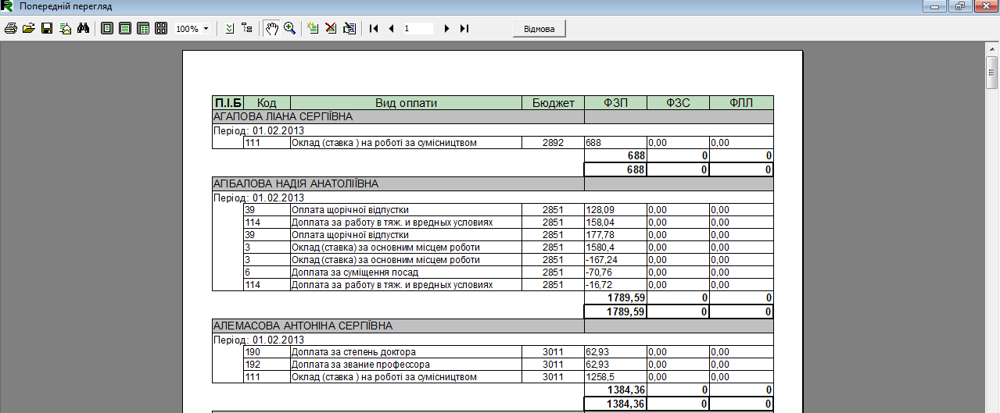 Попередній перегляд
100% 1 Відмова
П.І.Б Код Вид оплати Бюджет ФЗП ФЗС ФЛЛ
АГАПОВА ЛІАНА СЕРГІЇВНА
Період: 01.02.2013
111 Оклад (ставка ) на роботі за сумісництвом 2892 688 0,00 0,00
688 0 0
688 0 0
АГІБАЛОВА НАДІЯ АНАТОЛІЇВНА
Період: 01.02.2013
39 Оплата щорічної відпустки 2851 128,09 0,00 0,00
114 Доплата за работу в тяж. и вредных условиях 2851 158,04 0,00 0,00
39 Оплата щорічної відпустки 2851 177,78 0,00 0,00
3 Оклад (ставка) за основним місцем роботи 2851 1580,4 0,00 0,00
3 Оклад (ставка) за основним місцем роботи 2851 -167,24 0,00 0,00
6 Доплата за суміщення посад 2851 -70,76 0,00 0,00
114 Доплата за работу в тяж. и вредных условиях 2851 -16,72 0,00 0,00
1789,59 0 0
1789,59 0 0
АЛЕМАСОВА АНТОНІНА СЕРГІЇВНА
Період: 01.02.2013
190 Доплата за степень доктора 3011 62,93 0,00 0,00
192 Доплата за звание профессора 3011 62,93 0,00 0,00
111 Оклад (ставка ) на роботі за сумісництвом 3011 1258,5 0,00 0,00
1384,36 0 0
1384,36 0 0